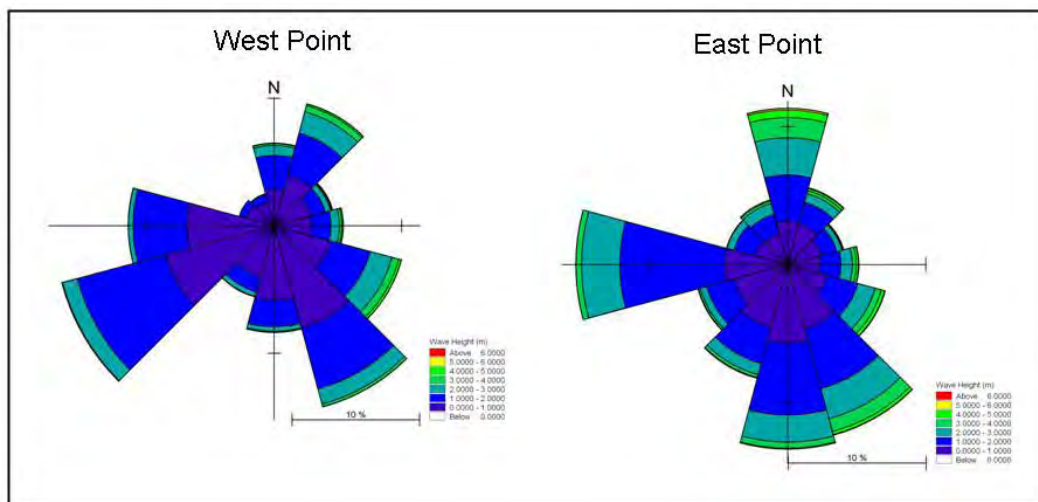 West Point
East Point
N
N
Wave Height (m)
Above 6.0000
5.0000 - 6.0000
4.0000 - 5.0000
3.0000 - 4.0000
2.0000 - 3.0000
1.0000 - 2.0000
0.0000 - 1.0000
Below 0.0000
10 %
Wave Height (m)
Above 6.0000
5.0000 - 6.0000
4.0000 - 5.0000
3.0000 - 4.0000
2.0000 - 3.0000
1.0000 - 2.0000
0.0000 - 1.0000
Below 0.0000
10 %